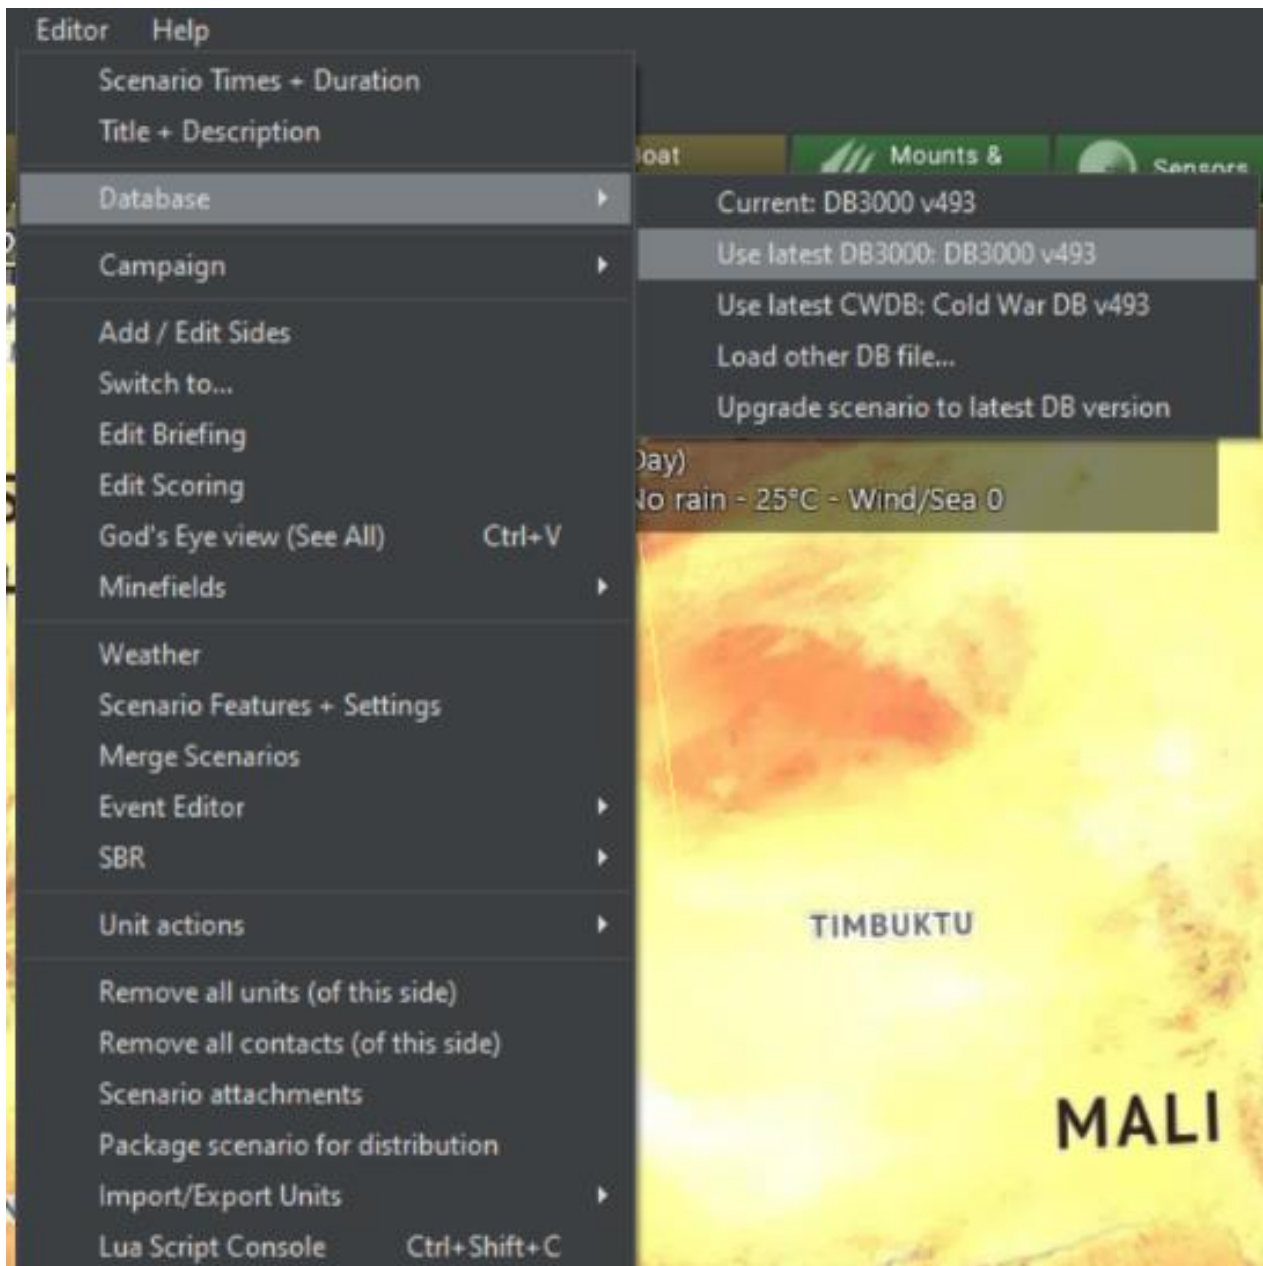 Editor Help
Scenario Times + Duration
Title + Description
Mounts &
Sensors
Database
Current: DB3000 v493
Use latest DB3000: DB3000 v493
Use latest CWDB: Cold War DB v493
Load other DB file...
Upgrade scenario to latest DB version
Campaign
Add / Edit Sides
Switch to...
Edit Briefing
Edit Scoring
God's Eye view (See All) Ctrl+V
Minefields
Day)
No rain - 25°C - Wind/Sea 0
Weather
Scenario Features + Settings
Merge Scenarios
Event Editor
SBR
Unit actions
TIMBUKTU
Remove all units (of this side)
Remove all contacts (of this side)
Scenario attachments
Package scenario for distribution
Import/Export Units
Lua Script Console Ctrl+Shift+C
MALI